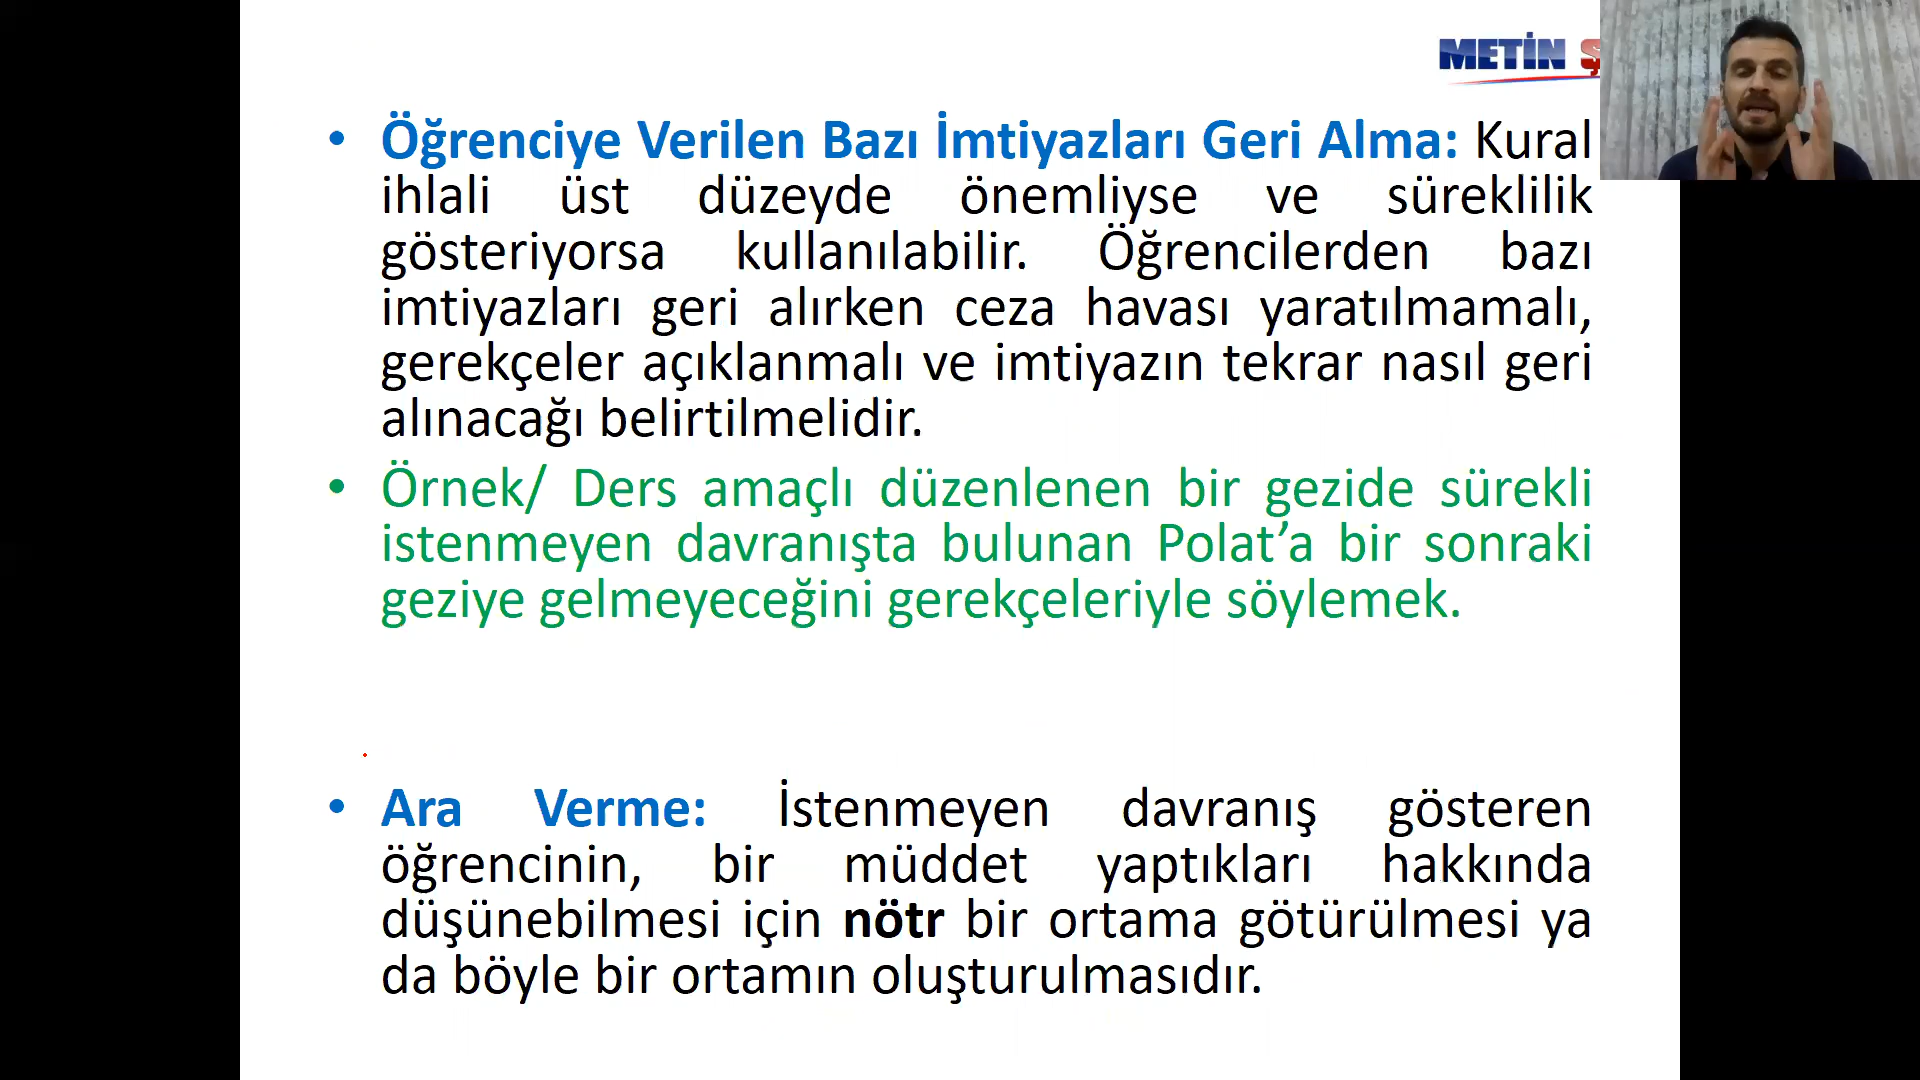 METİN Ş
• Öğrenciye Verilen Bazı İmtiyazları Geri Alma: Kural
ihlali üst düzeyde önemliyse ve süreklilik
gösteriyorsa kullanılabilir. Öğrencilerden bazı
imtiyazları geri alırken ceza havası yaratılmamalı,
gerekçeler açıklanmalı ve imtiyazın tekrar nasıl geri
alınacağı belirtilmelidir.
• Örnek/ Ders amaçlı düzenlenen bir gezide sürekli
istenmeyen davranışta bulunan Polat’a bir sonraki
geziye gelmeyeceğini gerekçeleriyle söylemek.
• Ara Verme: İstenmeyen davranış gösteren
öğrencinin, bir müddet yaptıkları hakkında
düşünebilmesi için nötr bir ortama götürülmesi ya
da böyle bir ortamın oluşturulmasıdır.